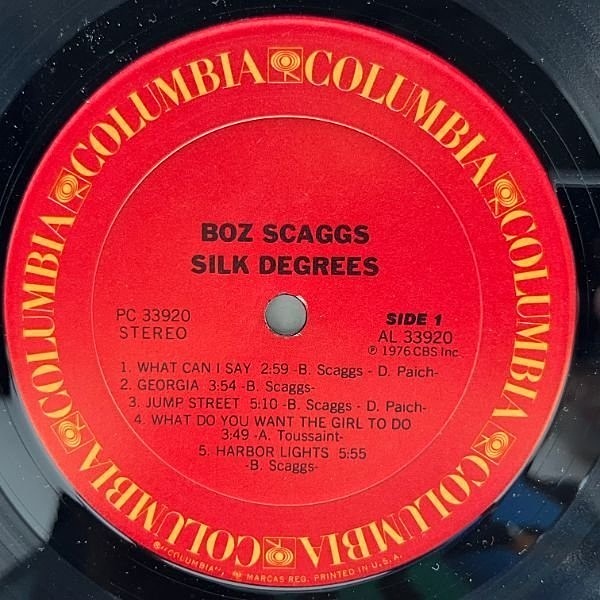 COLUMBIA COLUMBIA COLUMBIA COLUMBIA COLUMBIA COLUMBIA
BOZ SCAGGS
SILK DEGREES
PC 33920
STEREO
SIDE 1
AL 33920
℗ 1976 CBS Inc.
1. WHAT CAN I SAY 2:59 -B. Scaggs - D. Paich-
2. GEORGIA 3:54 -B. Scaggs-
3. JUMP STREET 5:10 -B. Scaggs - D. Paich-
4. WHAT DO YOU WANT THE GIRL TO DO
3:49 -A. Toussaint-
5. HARBOR LIGHTS 5:55
-B. Scaggs-
"COLUMBIA", MARCAS REG. PRINTED IN U.S.A.